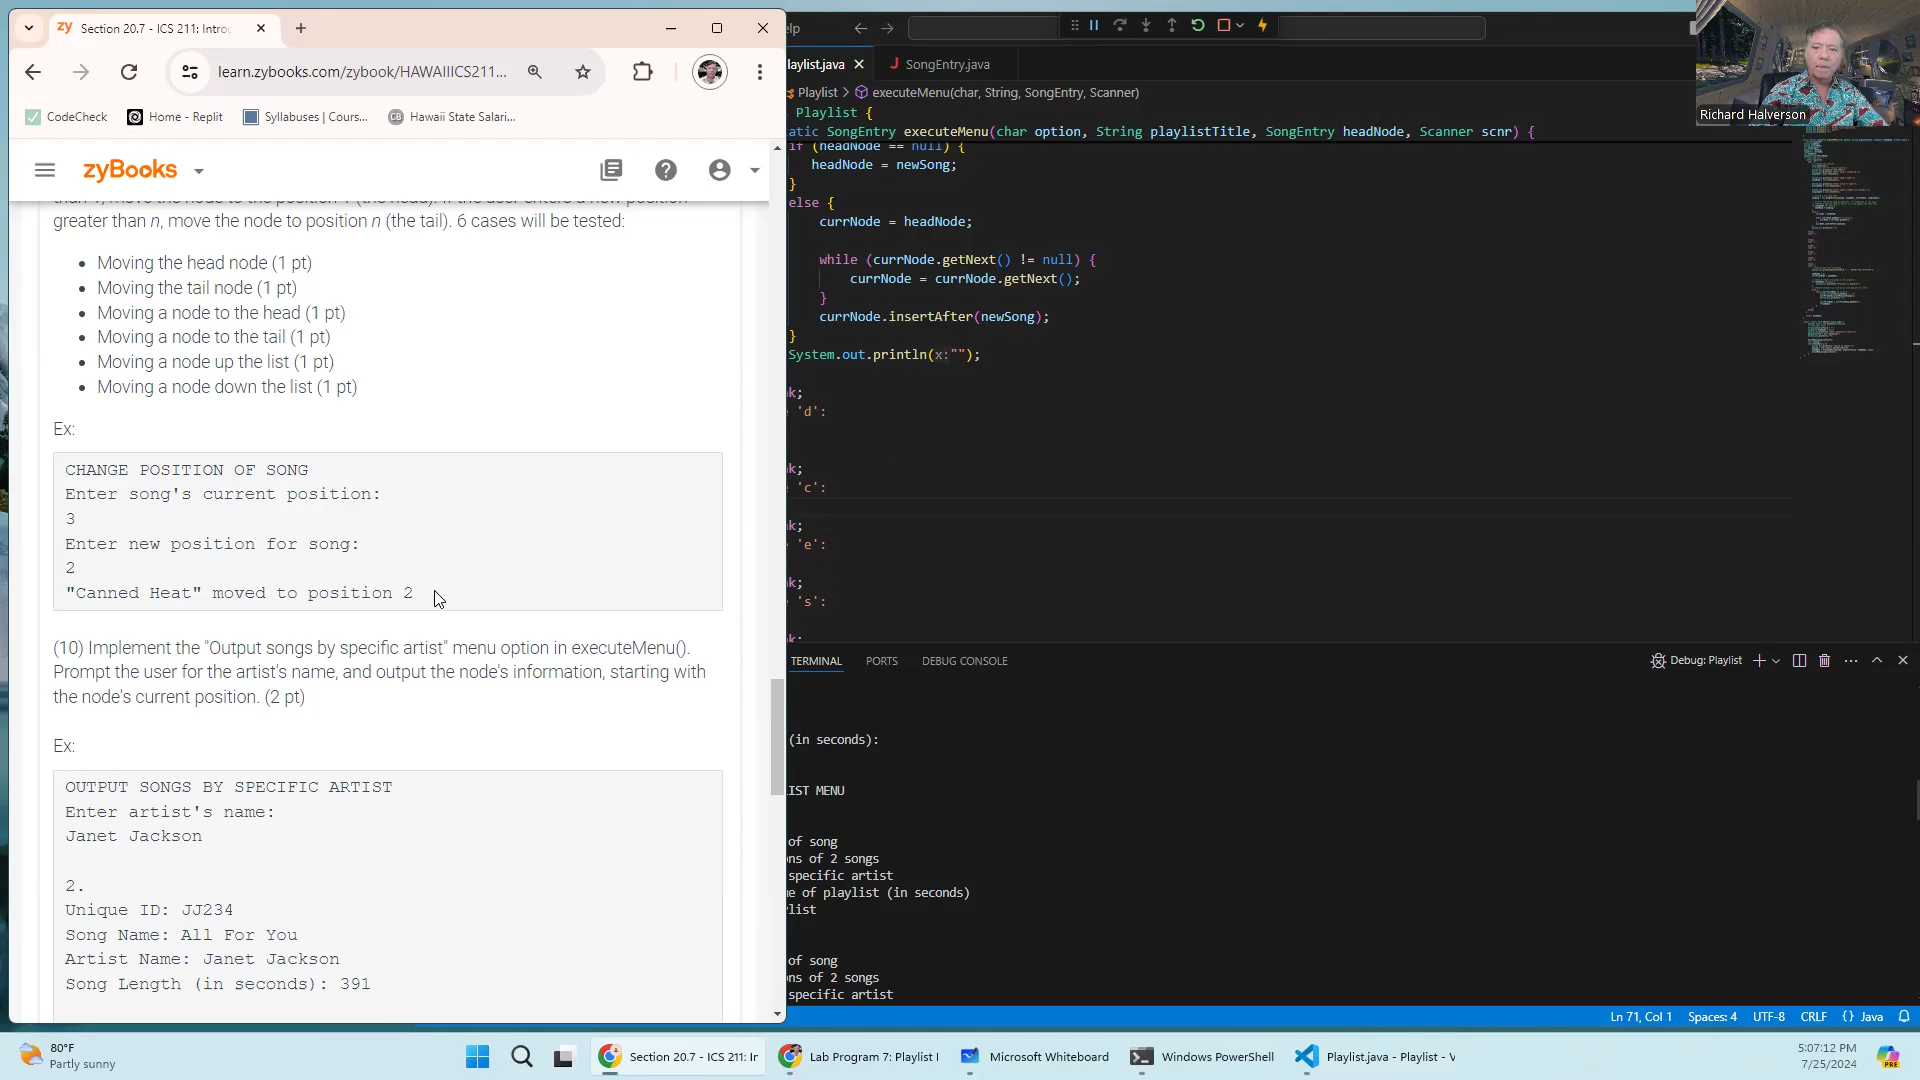 zy Section 20.7 - ICS 211: Intro
learn.zybooks.com/zybook/HAWAIIICS211...
CodeCheck
Home - Replit
Syllabuses | Cours...
CB Hawaii State Salari...
zyBooks
greater than n, move the node to position n (the tail). 6 cases will be tested:
Moving the head node (1 pt)
Moving the tail node (1 pt)
Moving a node to the head (1 pt)
Moving a node to the tail (1 pt)
Moving a node up the list (1 pt)
Moving a node down the list (1 pt)
Ex:
CHANGE POSITION OF SONG
Enter song's current position:
3
Enter new position for song:
2
"Canned Heat" moved to position 2
(10) Implement the "Output songs by specific artist" menu option in executeMenu().
Prompt the user for the artist's name, and output the node's information, starting with
the node's current position. (2 pt)
Ex:
OUTPUT SONGS BY SPECIFIC ARTIST
Enter artist's name:
Janet Jackson
2.
Unique ID: JJ234
Song Name: All For You
Artist Name: Janet Jackson
Song Length (in seconds): 391
elp
laylist.java
J SongEntry.java
Playlist > executeMenu(char, String, SongEntry, Scanner)
Playlist {
atic SongEntry executeMenu(char option, String playlistTitle, SongEntry headNode, Scanner scnr) {
if (headNode == null) {
headNode = newSong;
}
else {
currNode = headNode;
while (currNode.getNext() != null) {
currNode = currNode.getNext();
}
currNode.insertAfter(newSong);
}
System.out.println(x:"");
k;
'd':
k;
'c':
k;
'e':
k;
's':
k;
TERMINAL
PORTS
DEBUG CONSOLE
Debug: Playlist
(in seconds):
IST MENU
of song
ns of 2 songs
specific artist
e of playlist (in seconds)
ylist
of song
ns of 2 songs
specific artist
Ln 71, Col 1
Spaces: 4
UTF-8
CRLF
{} Java
Richard Halverson
80°F
Partly sunny
Section 20.7 - ICS 211: Ir
Lab Program 7: Playlist I
Microsoft Whiteboard
Windows PowerShell
Playlist.java - Playlist - V
5:07:12 PM
7/25/2024
PRE